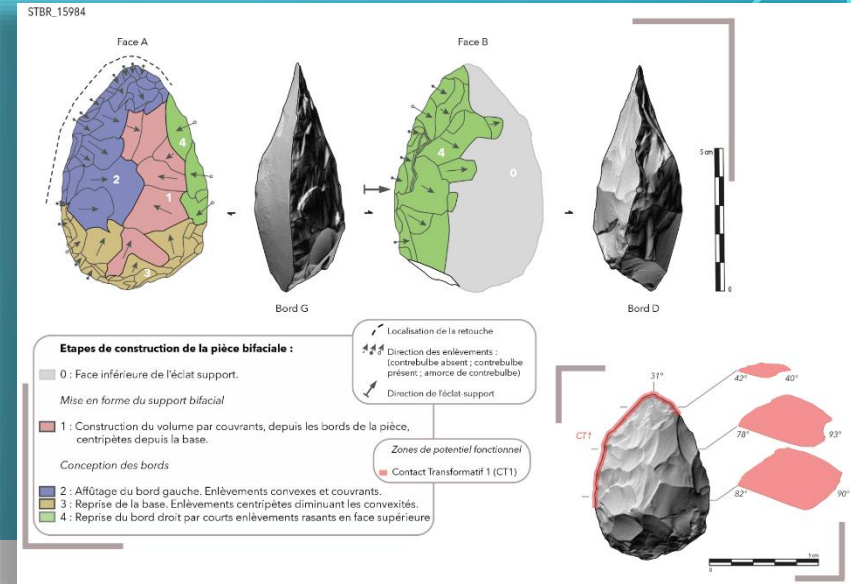 STBR_15984
Face A
Face B
4
2
1
3
4
0
5 cm
0
Bord G
Bord D
Etapes de construction de la pièce bifaciale :
0 : Face inférieure de l'éclat support.
Mise en forme du support bifacial
1 : Construction du volume par couvrants, depuis les bords de la pièce,
centripètes depuis la base.
Conception des bords
2 : Affûtage du bord gauche. Enlèvements convexes et couvrants.
3 : Reprise de la base. Enlèvements centripètes diminuant les convexités.
4 : Reprise du bord droit par courts enlèvements rasants en face supérieure
Localisation de la retouche
Direction des enlèvements :
(contrebulbe absent ; contrebulbe
présent ; amorce de contrebulbe)
Direction de l'éclat-support
Zones de potentiel fonctionnel
Contact Transformatif 1 (CT1)
CT1
31°
42°
40°
78°
93°
82°
90°
0
5 cm